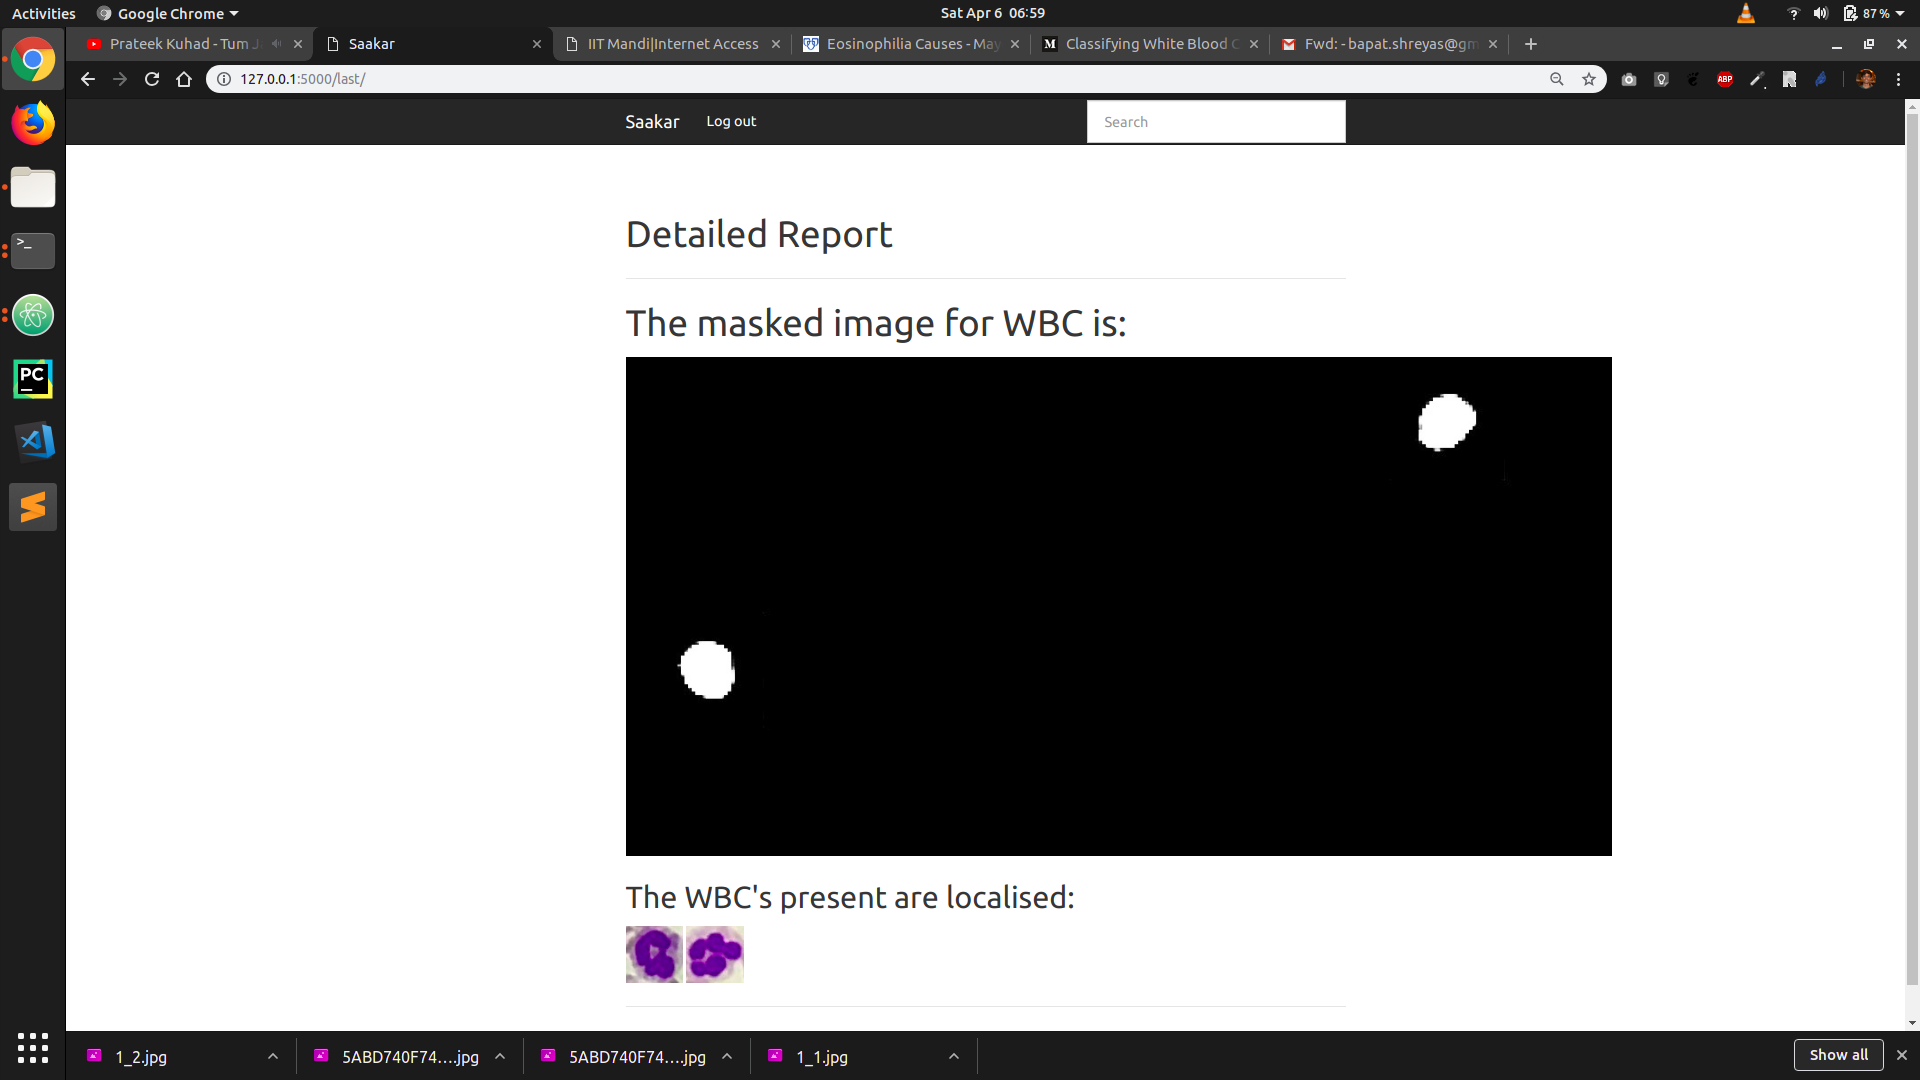 Activities Google Chrome Sat Apr 6 06:59 87%
Prateek Kuhad - Tum Saakar IIT Mandi|Internet Access Eosinophilia Causes - May Classifying White Blood C Fwd: - bapat.shreyas@gm
127.0.0.1:5000/last/ ABP
Saakar Log out Search
Detailed Report
The masked image for WBC is:
PC
The WBC's present are localised:
1_2.jpg 5ABD740F74....jpg 5ABD740F74....jpg 1_1.jpg Show all